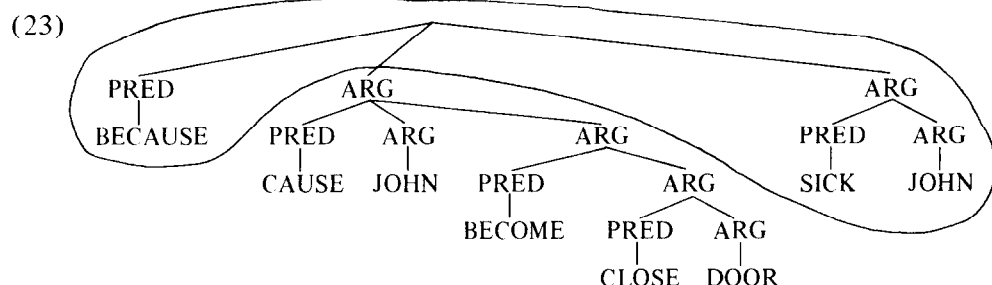 (23)
PRED ARG ARG
BECAUSE PRED ARG ARG PRED ARG
CAUSE JOHN PRED ARG SICK JOHN
BECOME PRED ARG
CLOSE DOOR